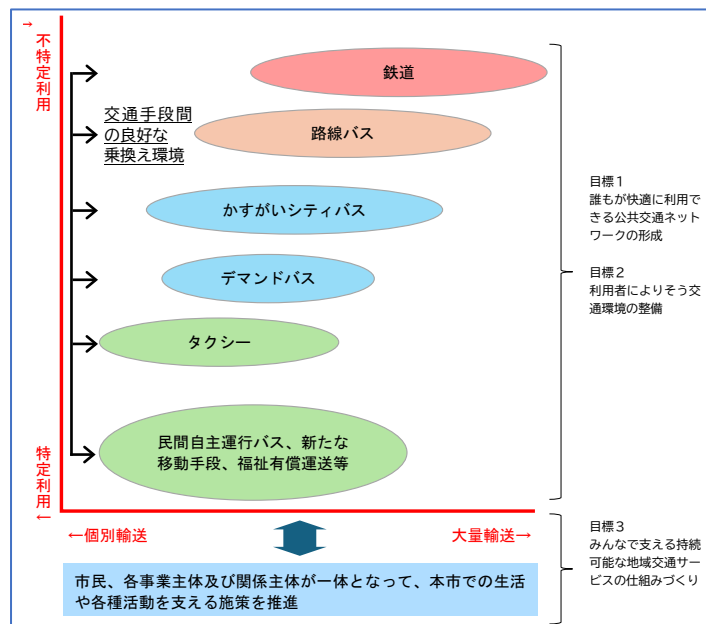 →不特定利用
鉄道
交通手段間
の良好な
乗換え環境
路線バス
かすがいシティバス
デマンドバス
タクシー
民間自主運行バス、新たな
移動手段、福祉有償運送等
特定利用←
←個別輸送
大量輸送→
市民、各事業主体及び関係主体が一体となって、本市での生活
や各種活動を支える施策を推進
目標1
誰もが快適に利用で
きる公共交通ネット
ワークの形成
目標2
利用者によりそう交
通環境の整備
目標3
みんなで支える持続
可能な地域交通サー
ビスの仕組みづくり